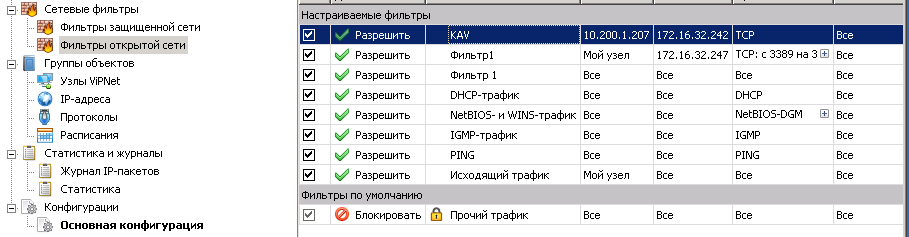 Сетевые фильтры
Фильтры защищенной сети
Фильтры открытой сети
Группы объектов
Узлы ViPNet
IP-адреса
Протоколы
Расписания
Статистика и журналы
Журнал IP-пакетов
Статистика
Конфигурации
Основная конфигурация
Настраиваемые фильтры
Разрешить KAV 10.200.1.207 172.16.32.242 TCP Все
Разрешить Фильтр1 Мой узел 172.16.32.247 TCP: с 3389 на 3 Все
Разрешить Фильтр 1 Все Все Все Все
Разрешить DHCP-трафик Все Все DHCP Все
Разрешить NetBIOS- и WINS-трафик Все Все NetBIOS-DGM Все
Разрешить IGMP-трафик Все Все IGMP Все
Разрешить PING Все Все PING Все
Разрешить Исходящий трафик Мой узел Все Все Все
Фильтры по умолчанию
Блокировать Прочий трафик Все Все Все Все